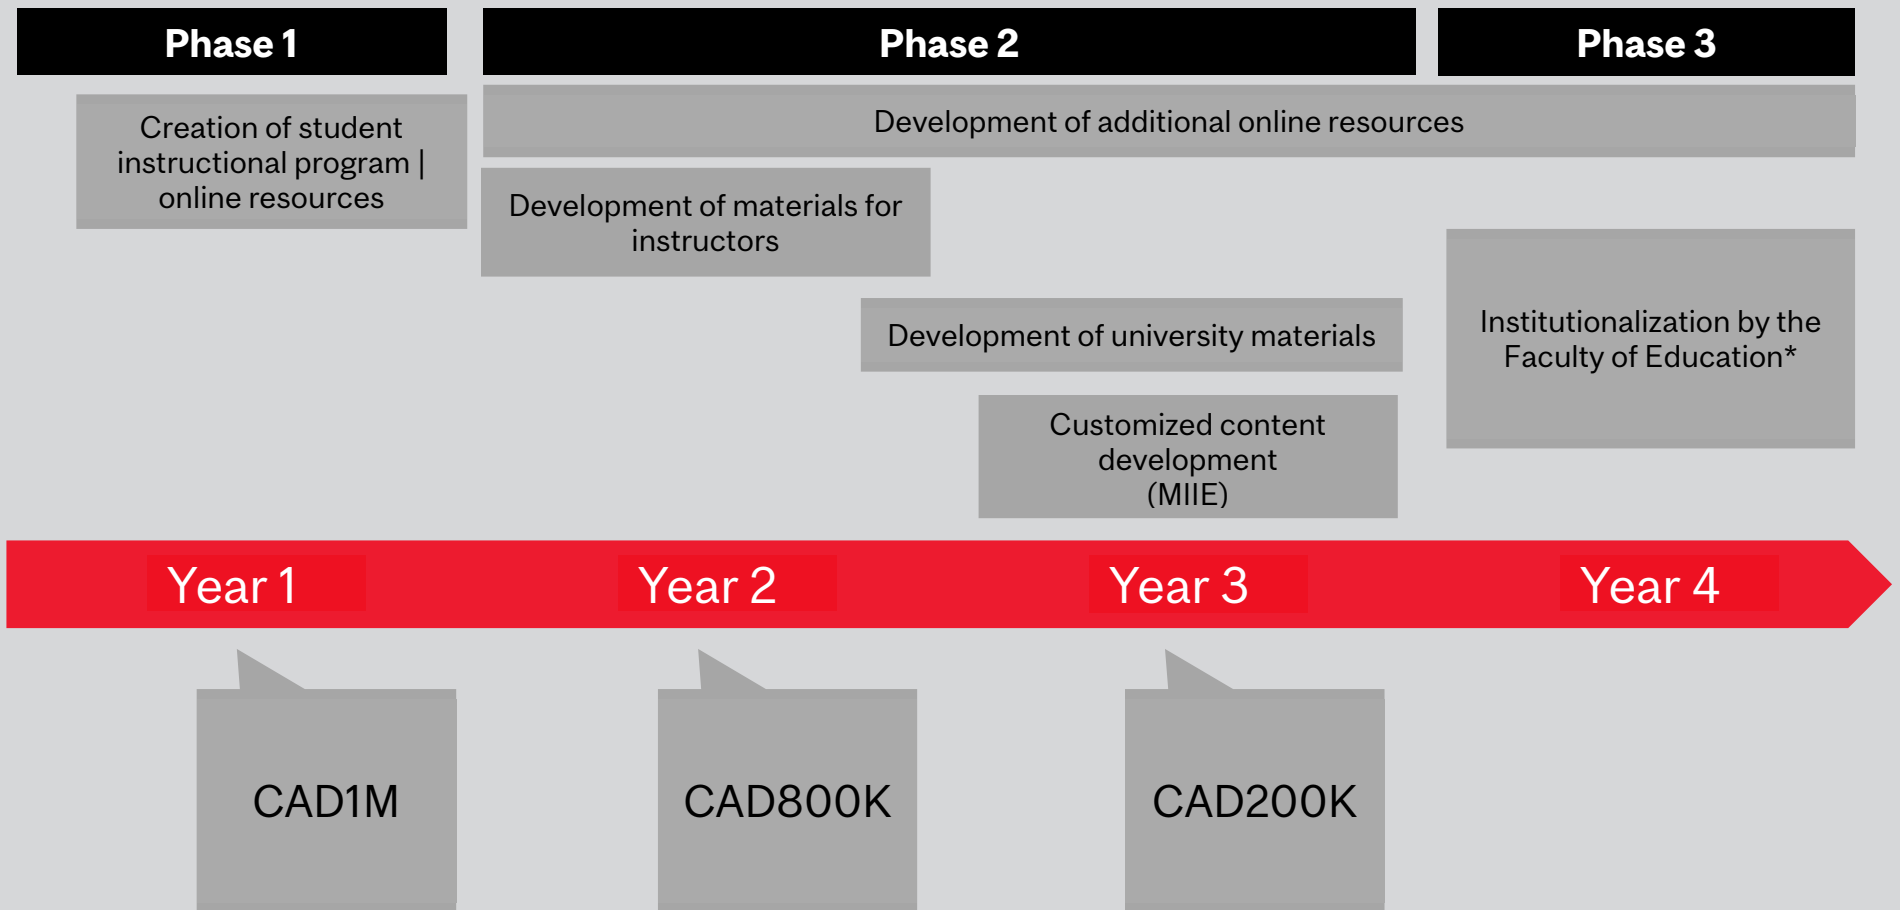 Phase 1
Phase 2
Phase 3
Creation of student
instructional program |
online resources
Development of additional online resources
Development of materials for
instructors
Development of university materials
Institutionalization by the
Faculty of Education*
Customized content
development
(MIIE)
Year 1
Year 2
Year 3
Year 4
CAD1M
CAD800K
CAD200K